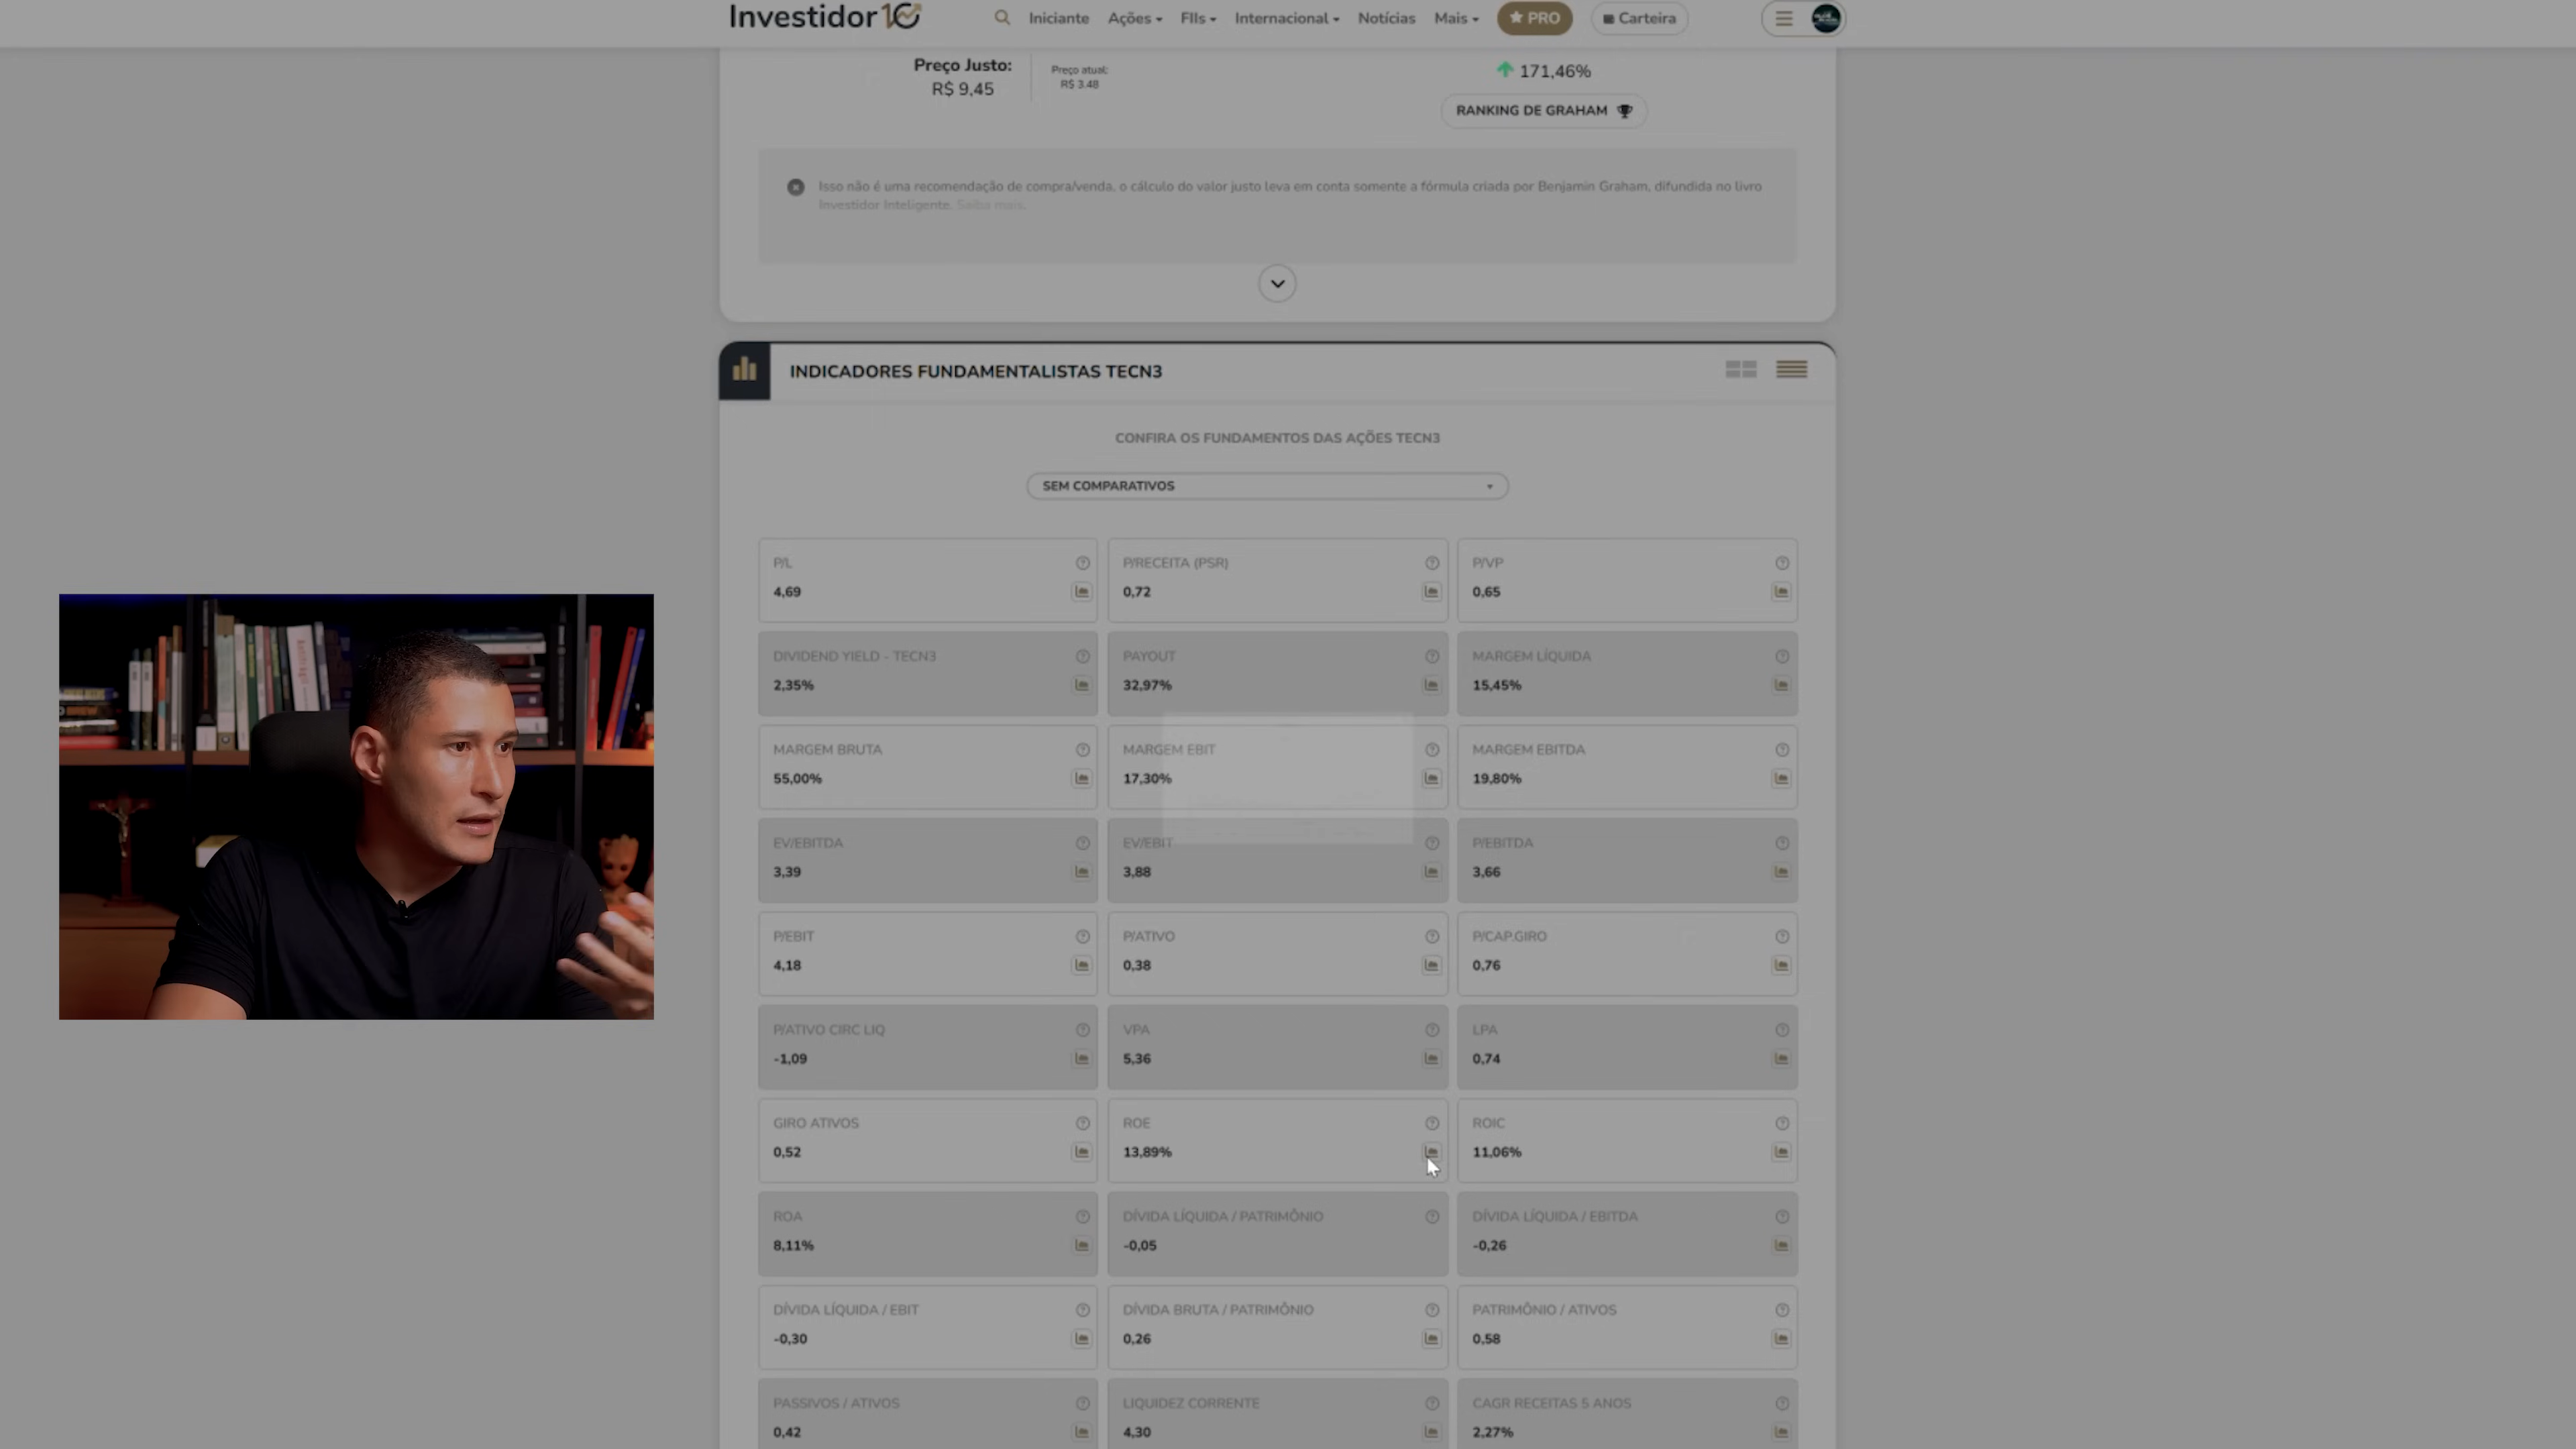 Investidor10
Iniciante
Ações
FIIs
Internacional
Notícias
Mais
PRO
Carteira
Preço Justo:
R$ 9,45
Preço atual:
R$ 3.48
171,46%
RANKING DE GRAHAM
Isso não é uma recomendação de compra/venda, o cálculo do valor justo leva em conta somente a fórmula criada por Benjamin Graham, difundida no livro
Investidor Inteligente. Saiba mais.
INDICADORES FUNDAMENTALISTAS TECN3
CONFIRA OS FUNDAMENTOS DAS AÇÕES TECN3
SEM COMPARATIVOS
P/L
4,69
P/RECEITA (PSR)
0,72
P/VP
0,65
DIVIDEND YIELD - TECN3
2,35%
PAYOUT
32,97%
MARGEM LÍQUIDA
15,45%
MARGEM BRUTA
55,00%
MARGEM EBIT
17,30%
MARGEM EBITDA
19,80%
EV/EBITDA
3,39
EV/EBIT
3,88
P/EBITDA
3,66
P/EBIT
4,18
P/ATIVO
0,38
P/CAP.GIRO
0,76
P/ATIVO CIRC LIQ
-1,09
VPA
5,36
LPA
0,74
GIRO ATIVOS
0,52
ROE
13,89%
ROIC
11,06%
ROA
8,11%
DÍVIDA LÍQUIDA / PATRIMÔNIO
-0,05
DÍVIDA LÍQUIDA / EBITDA
-0,26
DÍVIDA LÍQUIDA / EBIT
-0,30
DÍVIDA BRUTA / PATRIMÔNIO
0,26
PATRIMÔNIO / ATIVOS
0,58
PASSIVOS / ATIVOS
0,42
LIQUIDEZ CORRENTE
4,30
CAGR RECEITAS 5 ANOS
2,27%